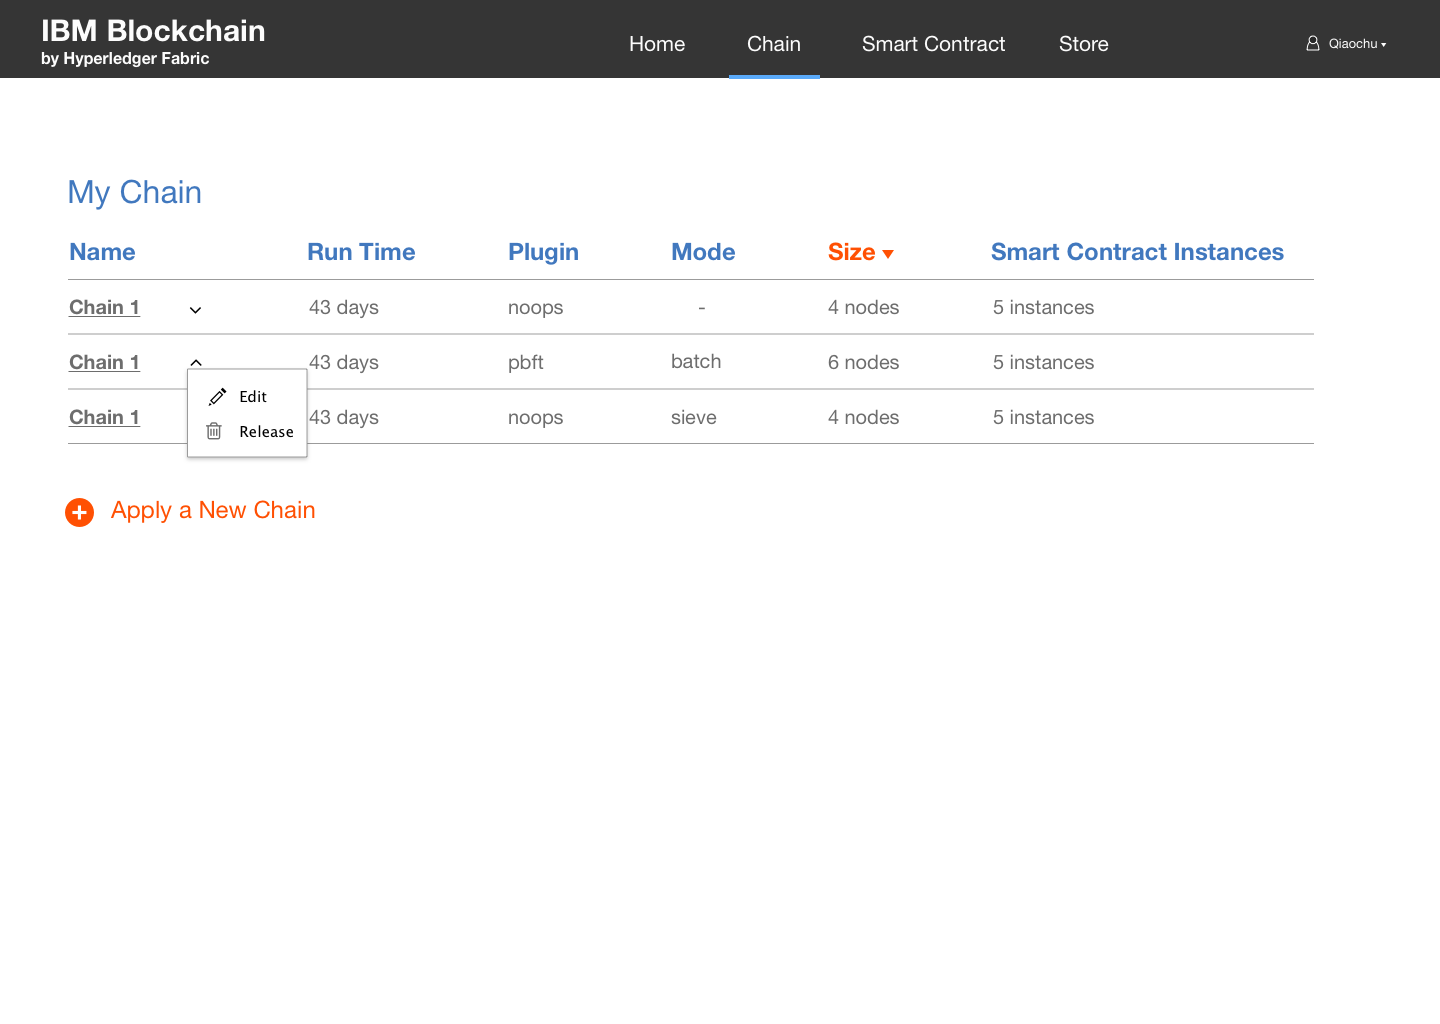 IBM Blockchain
by Hyperledger Fabric
Home Chain Smart Contract Store Qiaochu
My Chain
Name Run Time Plugin Mode Size Smart Contract Instances
Chain 1 43 days noops - 4 nodes 5 instances
Chain 1 43 days pbft batch 6 nodes 5 instances
Edit
Chain 1 43 days noops sieve 4 nodes 5 instances
Release
Apply a New Chain